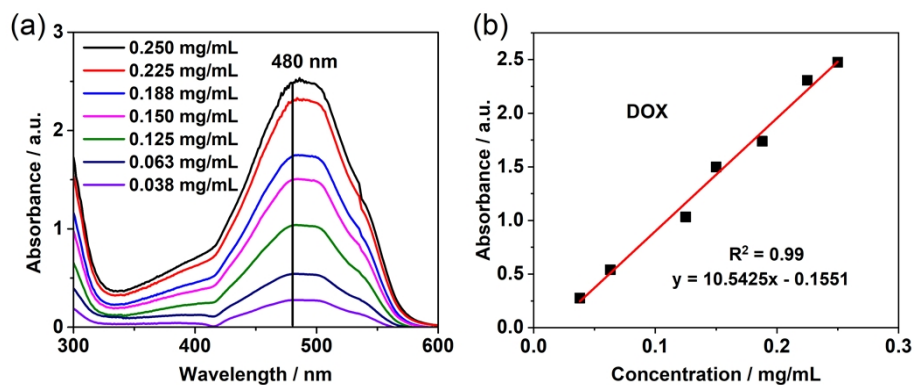 (a)
3
2
1
0
300
400
500
600
Absorbance / a.u.
Wavelength / nm
0.250 mg/mL
0.225 mg/mL
0.188 mg/mL
0.150 mg/mL
0.125 mg/mL
0.063 mg/mL
0.038 mg/mL
480 nm
(b)
2.5
2.0
1.5
1.0
0.5
0.0
0.0
0.1
0.2
0.3
Absorbance / a.u.
Concentration / mg/mL
DOX
R² = 0.99
y = 10.5425x - 0.1551